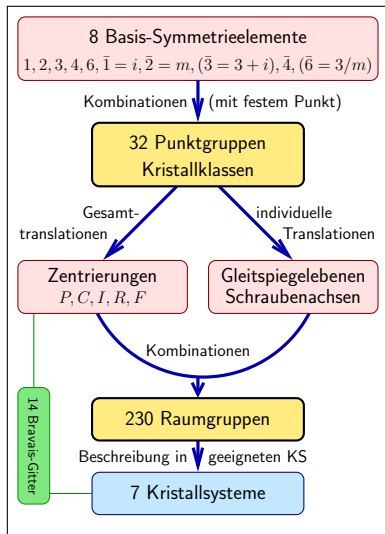 8 Basis-Symmetrieelemente
1, 2, 3, 4, 6, 1̄ = i, 2̄ = m, (3̄ = 3 + i), 4̄, (6̄ = 3/m)
Kombinationen (mit festem Punkt)
32 Punktgruppen
Kristallklassen
Gesamt-
translationen
individuelle
Translationen
Zentrierungen
P, C, I, R, F
Gleitspiegelebenen
Schraubenachsen
Kombinationen
14 Bravais-Gitter
230 Raumgruppen
Beschreibung in geeigneten KS
7 Kristallsysteme